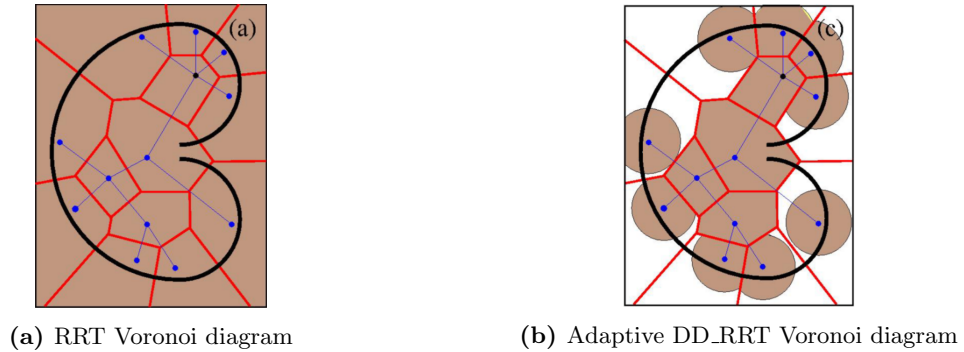 (a)
(c)
(a) RRT Voronoi diagram
(b) Adaptive DD_RRT Voronoi diagram